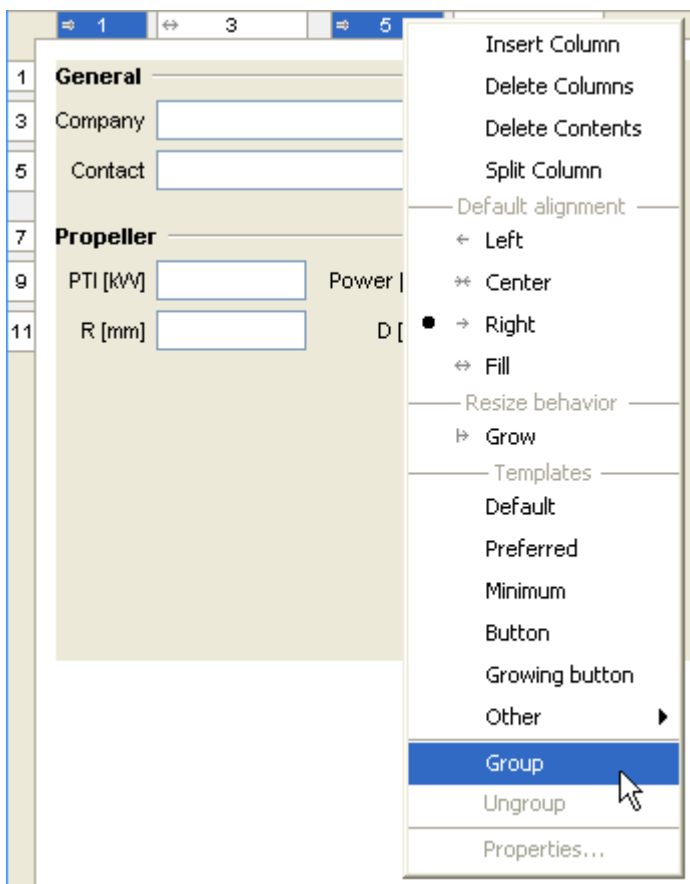 1 3 5
1 General
3 Company
5 Contact
7 Propeller
9 PTI [kW] Power [
11 R [mm] D [
Insert Column
Delete Columns
Delete Contents
Split Column
Default alignment
Left
Center
Right
Fill
Resize behavior
Grow
Templates
Default
Preferred
Minimum
Button
Growing button
Other
Group
Ungroup
Properties...